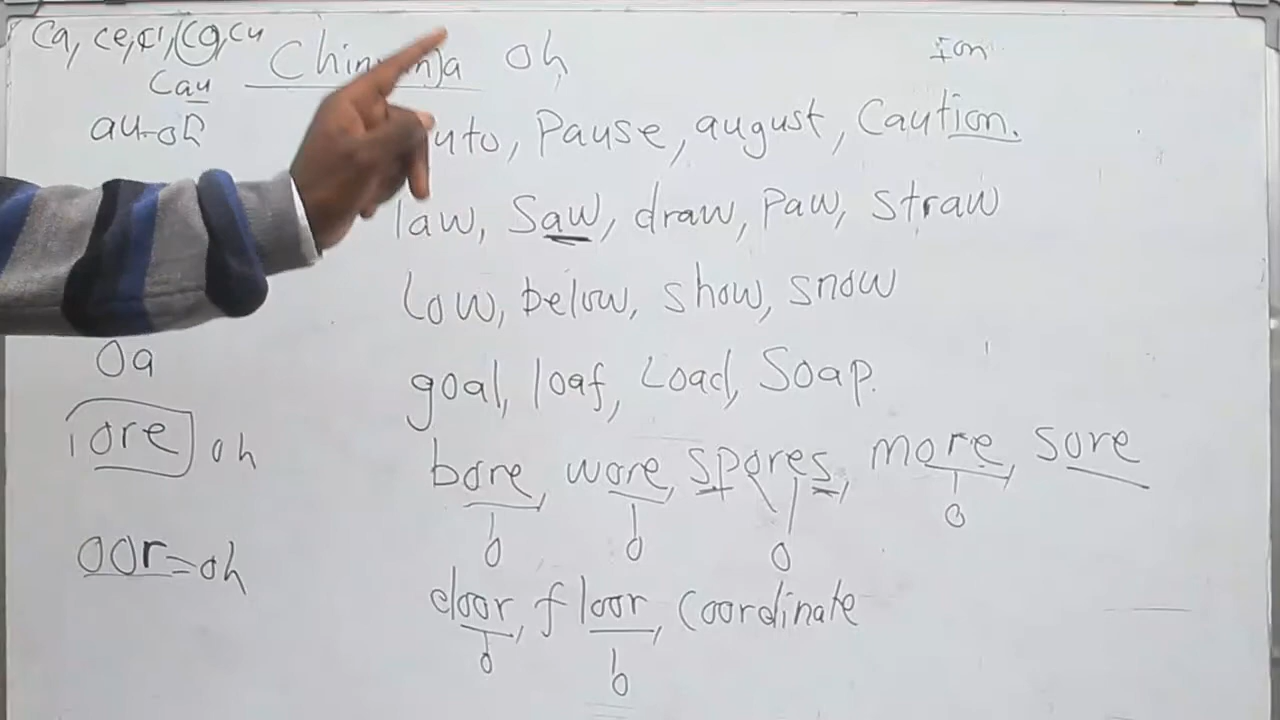 Ca, ce, ci, co, cu
Chin oh ion
Cau
au-oh
uto, Pause, august, Caution.
law, Saw, draw, paw, straw
Low, below, show, snow
oa
goal, loaf, Load, Soap.
ore oh
bore, wore, spores, more, sore
o o o o
oor=oh
door, floor, coordinate
o o